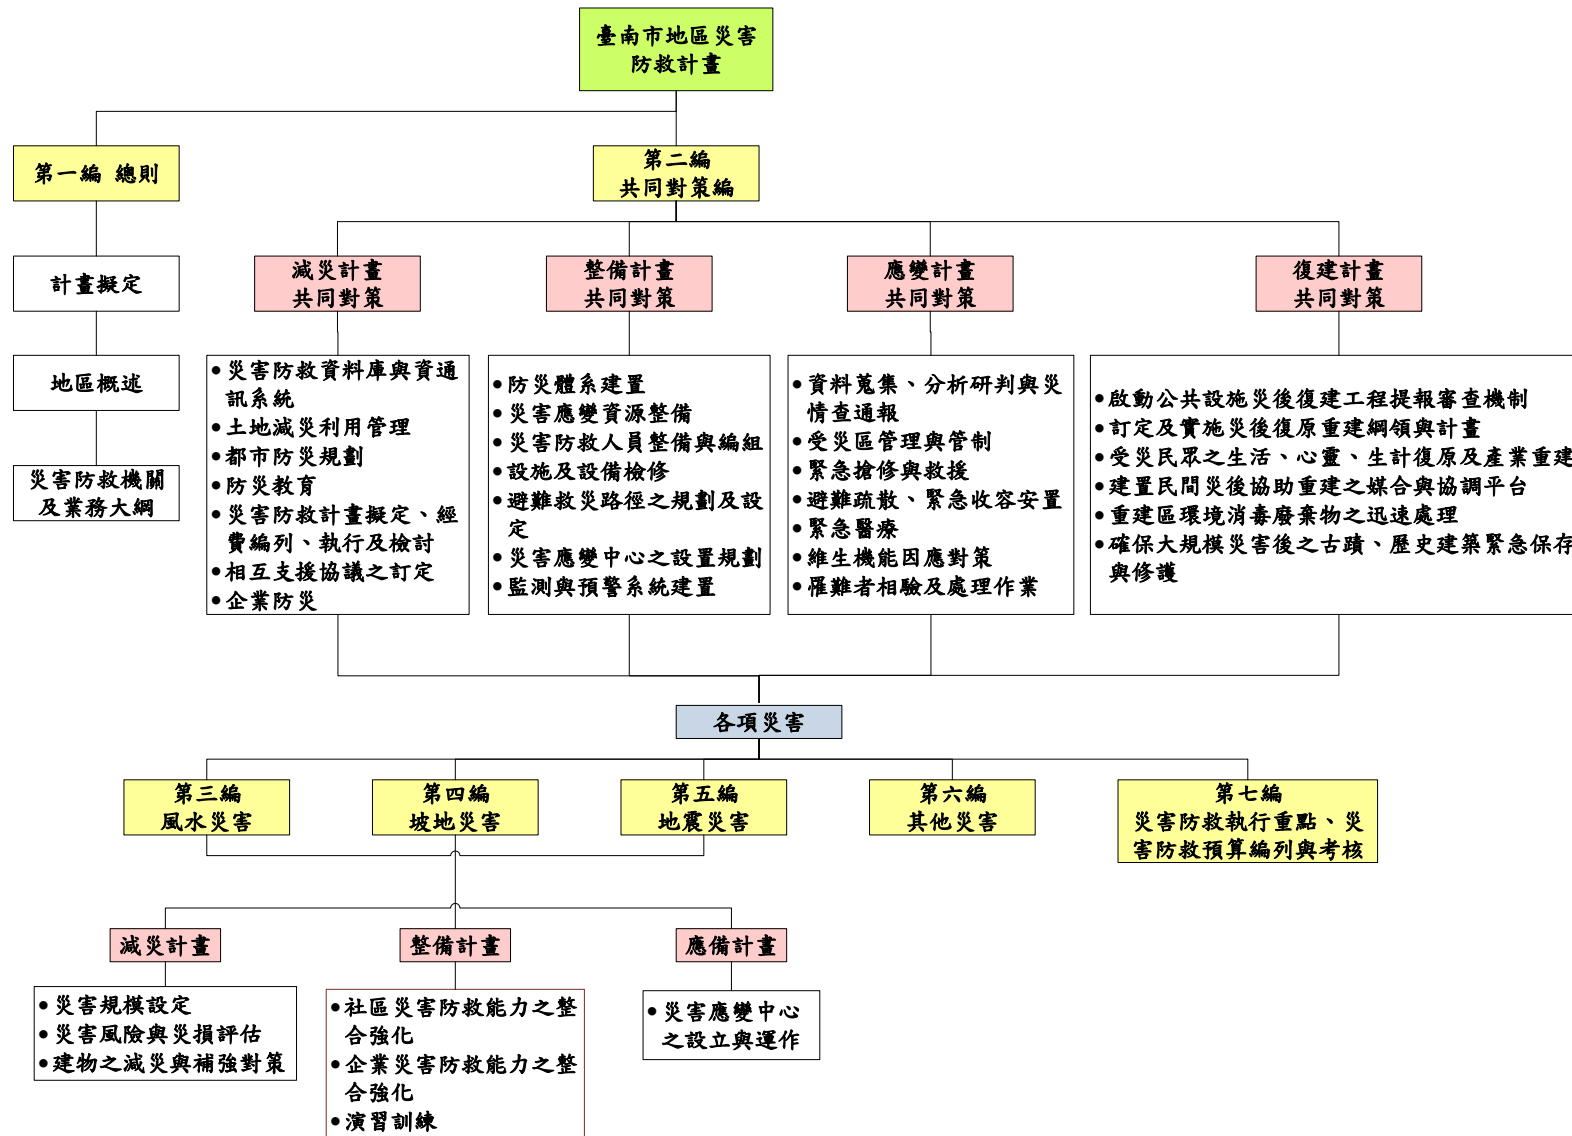 臺南市地區災害
防救計畫
第一編 總則
第二編
共同對策編
計畫擬定
地區概述
災害防救機關
及業務大綱
減災計畫
共同對策
整備計畫
共同對策
應變計畫
共同對策
復建計畫
共同對策
•災害防救資料庫與資通
訊系統
•土地減災利用管理
•都市防災規劃
•防災教育
•災害防救計畫擬定、經
費編列、執行及檢討
•相互支援協議之訂定
•企業防災
•防災體系建置
•災害應變資源整備
•災害防救人員整備與編組
•設施及設備檢修
•避難救災路徑之規劃及設
定
•災害應變中心之設置規劃
•監測與預警系統建置
•資料蒐集、分析研判與災
情查通報
•受災區管理與管制
•緊急搶修與救援
•避難疏散、緊急收容安置
•緊急醫療
•維生機能因應對策
•罹難者相驗及處理作業
•啟動公共設施災後復建工程提報審查機制
•訂定及實施災後復原重建綱領與計畫
•受災民眾之生活、心靈、生計復原及產業重建
•建置民間災後協助重建之媒合與協調平台
•重建區環境消毒廢棄物之迅速處理
•確保大規模災害後之古蹟、歷史建築緊急保存
與修護
各項災害
第三編
風水災害
第四編
坡地災害
第五編
地震災害
第六編
其他災害
第七編
災害防救執行重點、災
害防救預算編列與考核
減災計畫
整備計畫
應備計畫
•災害規模設定
•災害風險與災損評估
•建物之減災與補強對策
•社區災害防救能力之整
合強化
•企業災害防救能力之整
合強化
•演習訓練
•災害應變中心
之設立與運作